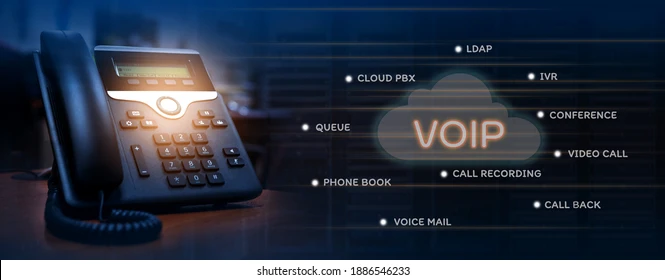 LDAP
CLOUD PBX
IVR
CONFERENCE
QUEUE
VOIP
VIDEO CALL
CALL RECORDING
PHONE BOOK
CALL BACK
VOICE MAIL
shutterstock.com · 1886546233